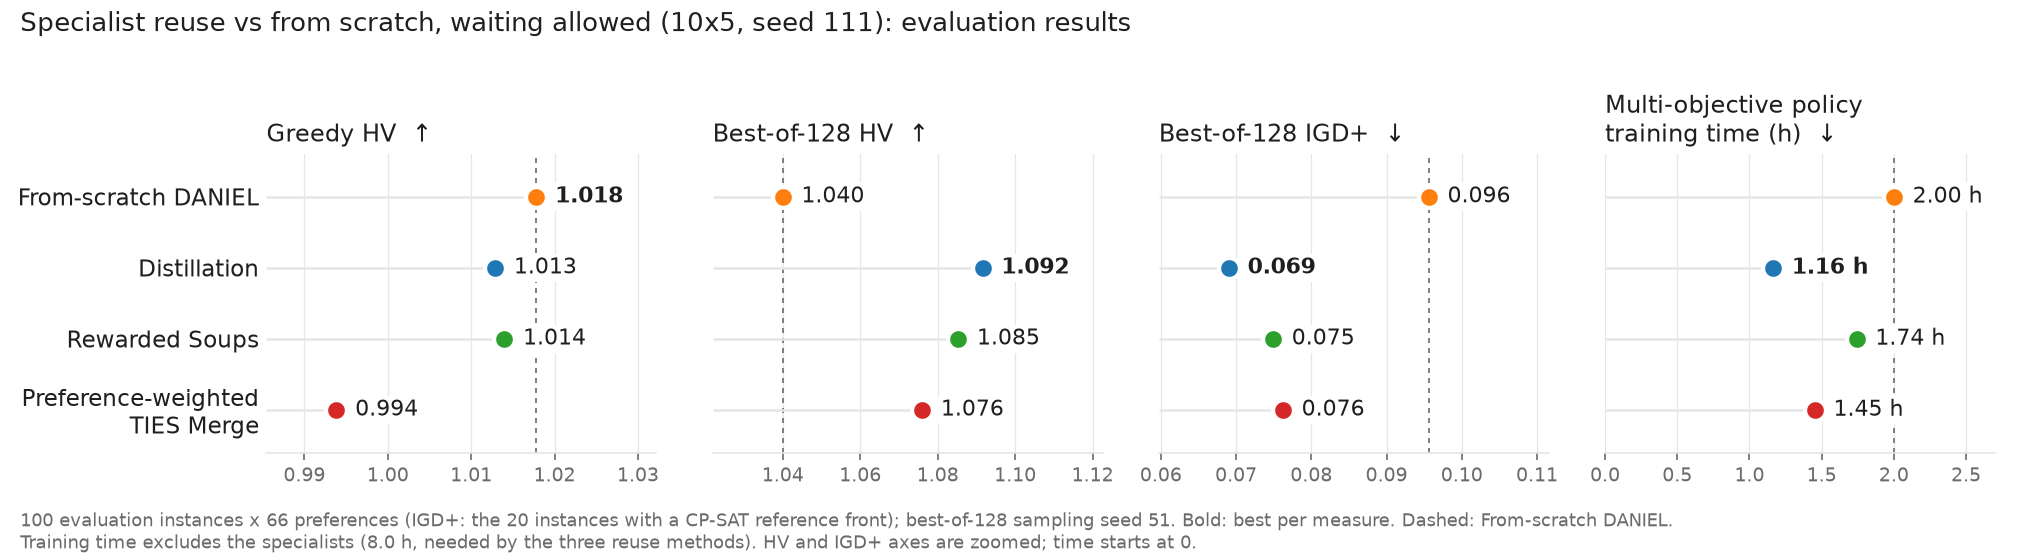 Specialist reuse vs from scratch, waiting allowed (10x5, seed 111): evaluation results
Greedy HV ↑
Best-of-128 HV ↑
Best-of-128 IGD+ ↓
Multi-objective policy
training time (h) ↓
From-scratch DANIEL
1.018
1.040
0.096
2.00 h
Distillation
1.013
1.092
0.069
1.16 h
Rewarded Soups
1.014
1.085
0.075
1.74 h
Preference-weighted
TIES Merge
0.994
1.076
0.076
1.45 h
0.99 1.00 1.01 1.02 1.03
1.04 1.06 1.08 1.10 1.12
0.06 0.07 0.08 0.09 0.10 0.11
0.0 0.5 1.0 1.5 2.0 2.5
100 evaluation instances x 66 preferences (IGD+: the 20 instances with a CP-SAT reference front); best-of-128 sampling seed 51. Bold: best per measure. Dashed: From-scratch DANIEL.
Training time excludes the specialists (8.0 h, needed by the three reuse methods). HV and IGD+ axes are zoomed; time starts at 0.